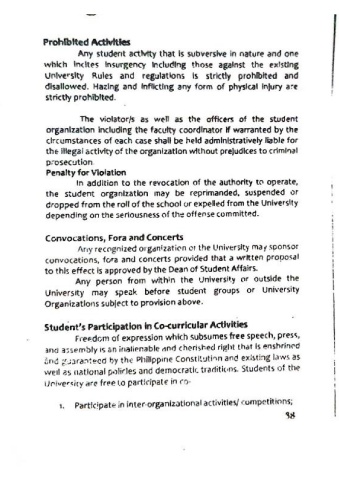 Prohibited Activities
Any student activity that is subversive in nature and one
which incites insurgency including those against the existing
University Rules and regulations is strictly prohibited and
disallowed. Hazing and inflicting any form of physical injury are
strictly prohibited.
The violator/s as well as the officers of the student
organization including the faculty coordinator if warranted by the
circumstances of each case shall be held administratively liable for
the illegal activity of the organization without prejudices to criminal
prosecution.
Penalty for Violation
In addition to the revocation of the authority to operate,
the student organization may be reprimanded, suspended or
dropped from the roll of the school or expelled from the University
depending on the seriousness of the offense committed.
Convocations, Fora and Concerts
Any recognized organization of the University may sponsor
convocations, fora and concerts provided that a written proposal
to this effect is approved by the Dean of Student Affairs.
Any person from within the University or outside the
University may speak before student groups or University
Organizations subject to provision above.
Student's Participation in Co-curricular Activities
Freedom of expression which subsumes free speech, press,
and assembly is an inalienable and cherished right that is enshrined
and guaranteed by the Philippine Constitution and existing laws as
well as national policies and democratic traditions. Students of the
University are free to participate in co-
1. Participate in inter-organizational activities/ competitions;
98